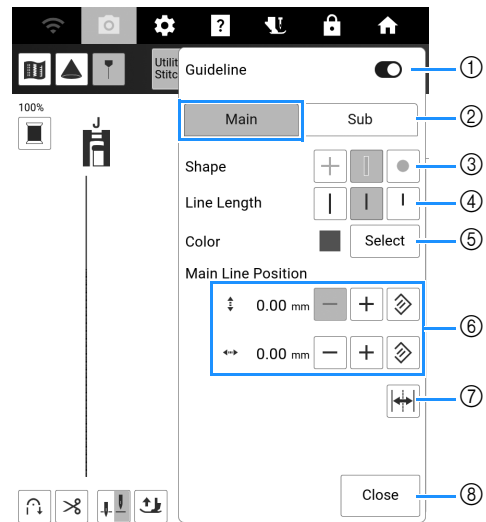 ?
Utilit
Stitc
Guideline
①
Main
Sub
②
100%
J
Shape
③
Line Length
④
Color
Select
⑤
Main Line Position
0.00 mm
⑥
0.00 mm
⑦
Close
⑧